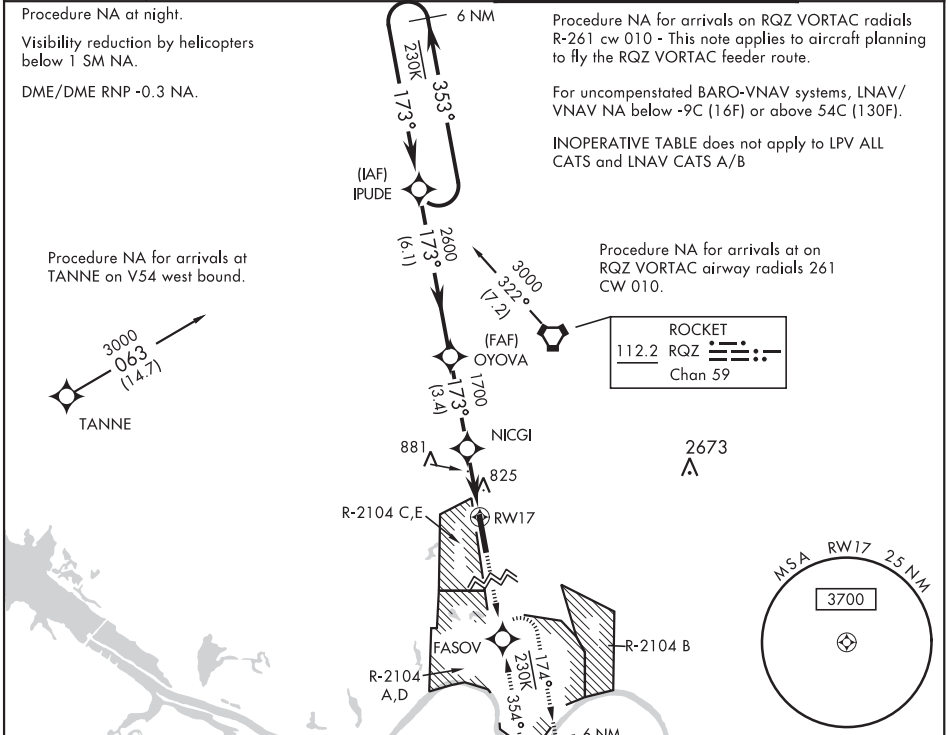 Procedure NA at night.
Visibility reduction by helicopters
below 1 SM NA.
DME/DME RNP -0.3 NA.
6 NM
Procedure NA for arrivals on RQZ VORTAC radials
R-261 cw 010 - This note applies to aircraft planning
to fly the RQZ VORTAC feeder route.
For uncompenstated BARO-VNAV systems, LNAV/
VNAV NA below -9C (16F) or above 54C (130F).
INOPERATIVE TABLE does not apply to LPV ALL
CATS and LNAV CATS A/B
230K
173°
353°
(IAF)
IPUDE
2600
173°
(6.1)
Procedure NA for arrivals at
TANNE on V54 west bound.
3000
063
(14.7)
TANNE
3000
322°
(7.2)
Procedure NA for arrivals at on
RQZ VORTAC airway radials 261
CW 010.
ROCKET
112.2 RQZ
Chan 59
(FAF)
OYOVA
1700
173°
(3.4)
NICGI
881
825
2673
R-2104 C,E
RW17
MSA RW17 25 NM
3700
FASOV
R-2104 B
R-2104
A,D
174°
230K
354°
6 NM